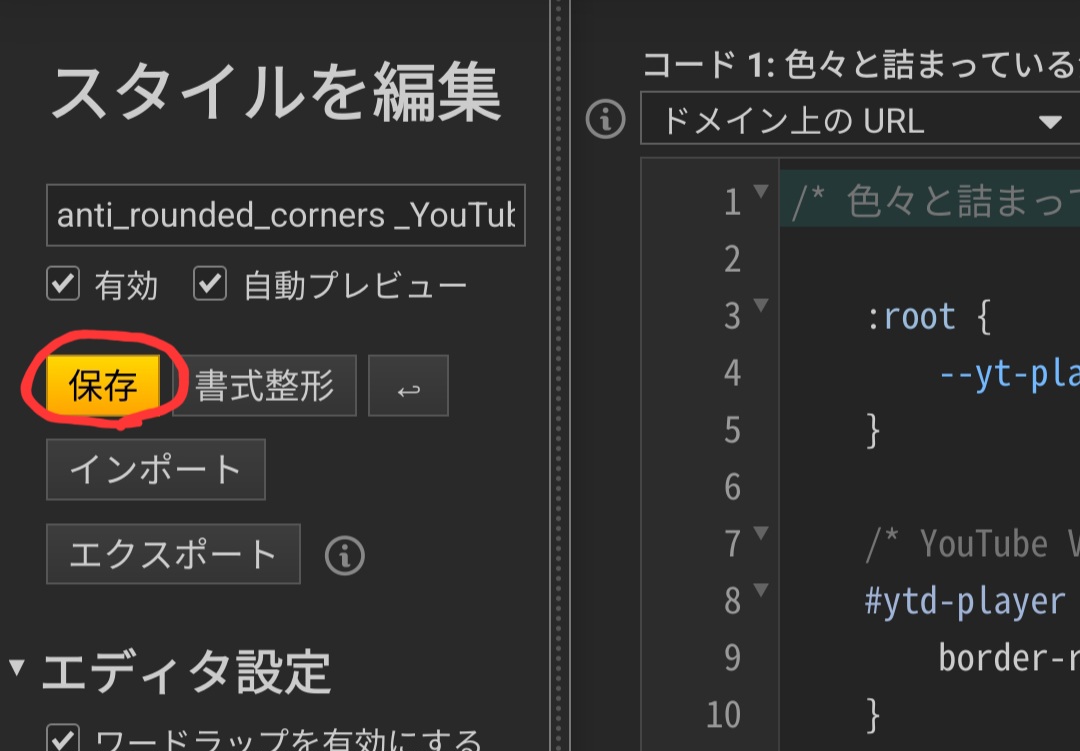 スタイルを編集
anti_rounded_corners _YouTub
有効 自動プレビュー
保存 書式整形 ↩
インポート
エクスポート
エディタ設定
ワードラップを有効にする
コード 1: 色々と詰まっている
ドメイン上の URL
1 /* 色々と詰まって
2
3 :root {
4 --yt-pla
5 }
6
7 /* YouTube
8 #ytd-player
9 border-r
10 }